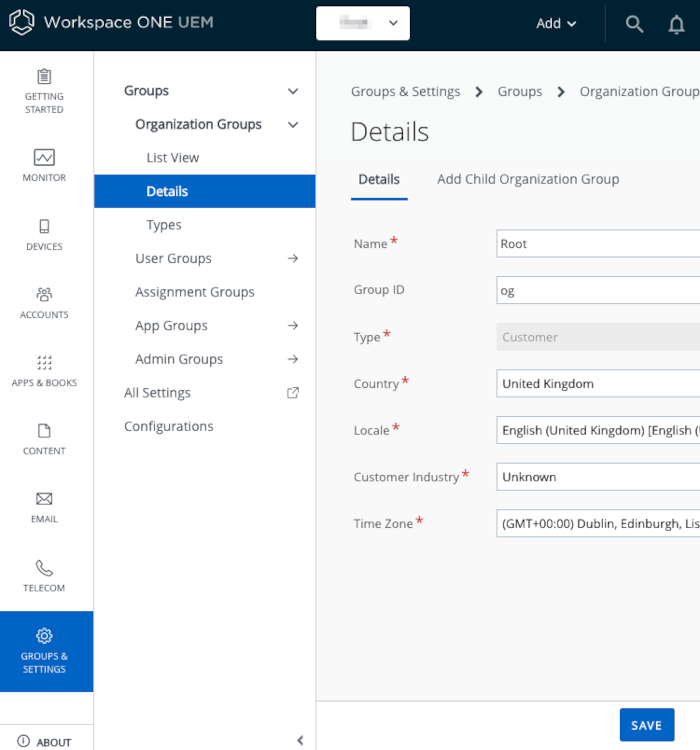 Workspace ONE UEM
Add
GETTING
STARTED
MONITOR
DEVICES
ACCOUNTS
APPS & BOOKS
CONTENT
EMAIL
TELECOM
GROUPS &
SETTINGS
ABOUT
Groups
Organization Groups
List View
Details
Types
User Groups
Assignment Groups
App Groups
Admin Groups
All Settings
Configurations
Groups & Settings > Groups > Organization Group
Details
Details Add Child Organization Group
Name * Root
Group ID og
Type * Customer
Country * United Kingdom
Locale * English (United Kingdom) [English (
Customer Industry * Unknown
Time Zone * (GMT+00:00) Dublin, Edinburgh, Lis
SAVE